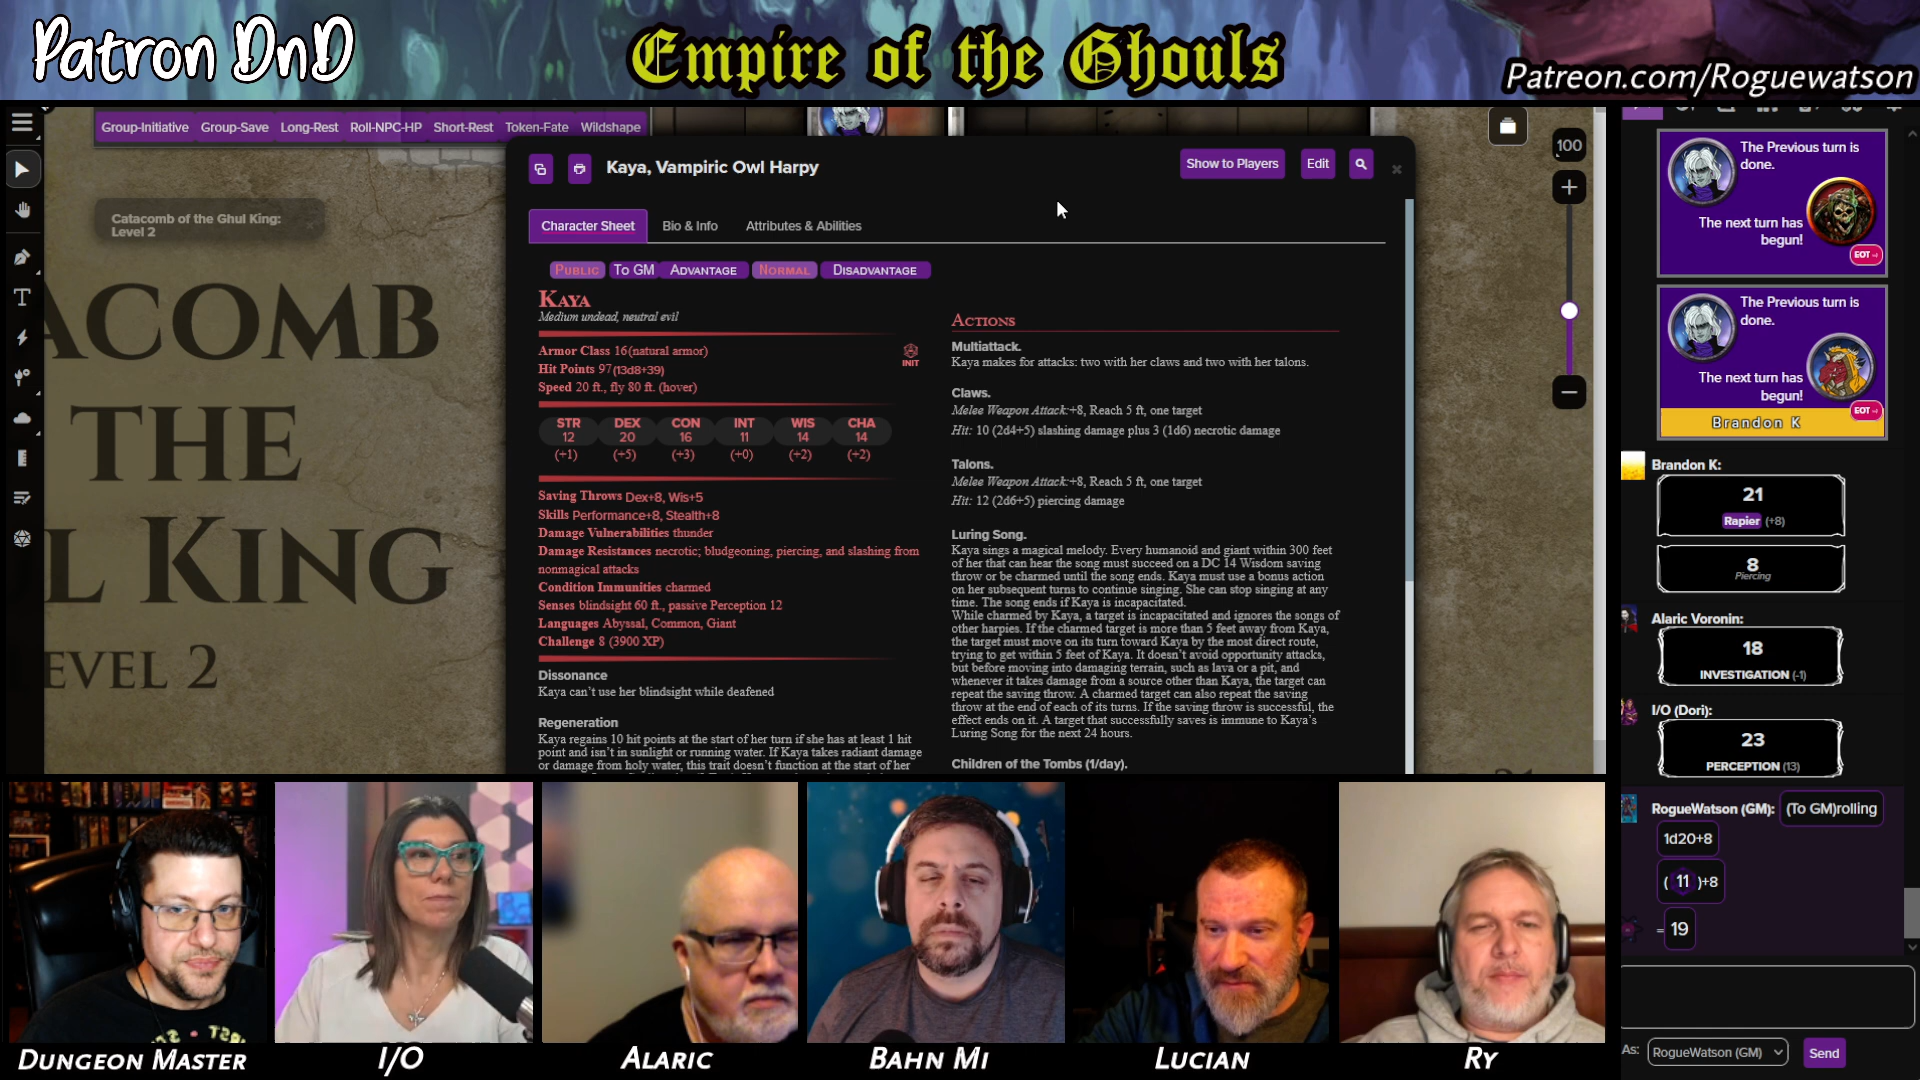 Patron DnD
Empire of the Ghouls
Patreon.com/Roguewatson
Group-Initiative Group-Save Long-Rest Roll-NPC-HP Short-Rest Token-Fate Wildshape
Catacomb of the Ghul King:
Level 2
ACOMB
THE
L KING
EVEL 2
100
Kaya, Vampiric Owl Harpy
Show to Players
Edit
Character Sheet
Bio & Info
Attributes & Abilities
PUBLIC To GM ADVANTAGE NORMAL DISADVANTAGE
KAYA
Medium undead, neutral evil
Armor Class 16(natural armor)
Hit Points 97(13d8+39)
Speed 20 ft., fly 80 ft. (hover)
INIT
STR DEX CON INT WIS CHA
12 20 16 11 14 14
(+1) (+5) (+3) (+0) (+2) (+2)
Saving Throws Dex+8, Wis+5
Skills Performance+8, Stealth+8
Damage Vulnerabilities thunder
Damage Resistances necrotic; bludgeoning, piercing, and slashing from
nonmagical attacks
Condition Immunities charmed
Senses blindsight 60 ft., passive Perception 12
Languages Abyssal, Common, Giant
Challenge 8 (3900 XP)
Dissonance
Kaya can't use her blindsight while deafened
Regeneration
Kaya regains 10 hit points at the start of her turn if she has at least 1 hit
point and isn't in sunlight or running water. If Kaya takes radiant damage
or damage from holy water, this trait doesn't function at the start of her
ACTIONS
Multiattack.
Kaya makes for attacks: two with her claws and two with her talons.
Claws.
Melee Weapon Attack:+8, Reach 5 ft, one target
Hit: 10 (2d4+5) slashing damage plus 3 (1d6) necrotic damage
Talons.
Melee Weapon Attack:+8, Reach 5 ft, one target
Hit: 12 (2d6+5) piercing damage
Luring Song.
Kaya sings a magical melody. Every humanoid and giant within 300 feet
of her that can hear the song must succeed on a DC 14 Wisdom saving
throw or be charmed until the song ends. Kaya must use a bonus action
on her subsequent turns to continue singing. She can stop singing at any
time. The song ends if Kaya is incapacitated.
While charmed by Kaya, a target is incapacitated and ignores the songs of
other harpies. If the charmed target is more than 5 feet away from Kaya,
the target must move on its turn toward Kaya by the most direct route,
trying to get within 5 feet of Kaya. It doesn't avoid opportunity attacks,
but before moving into damaging terrain, such as lava or a pit, and
whenever it takes damage from a source other than Kaya, the target can
repeat the saving throw. A charmed target can also repeat the saving
throw at the end of each of its turns. If the saving throw is successful, the
effect ends on it. A target that successfully saves is immune to Kaya's
Luring Song for the next 24 hours.
Children of the Tombs (1/day).
The Previous turn is
done.
The next turn has
begun!
EOT
The Previous turn is
done.
The next turn has
begun!
EOT
Brandon K
Brandon K:
21
Rapier (+8)
8
Piercing
Alaric Voronin:
18
INVESTIGATION (-1)
I/O (Dori):
23
PERCEPTION (13)
RogueWatson (GM): (To GM)rolling
1d20+8
(11)+8
=19
As: RogueWatson (GM)
Send
DUNGEON MASTER
I/O
ALARIC
BAHN MI
LUCIAN
RY